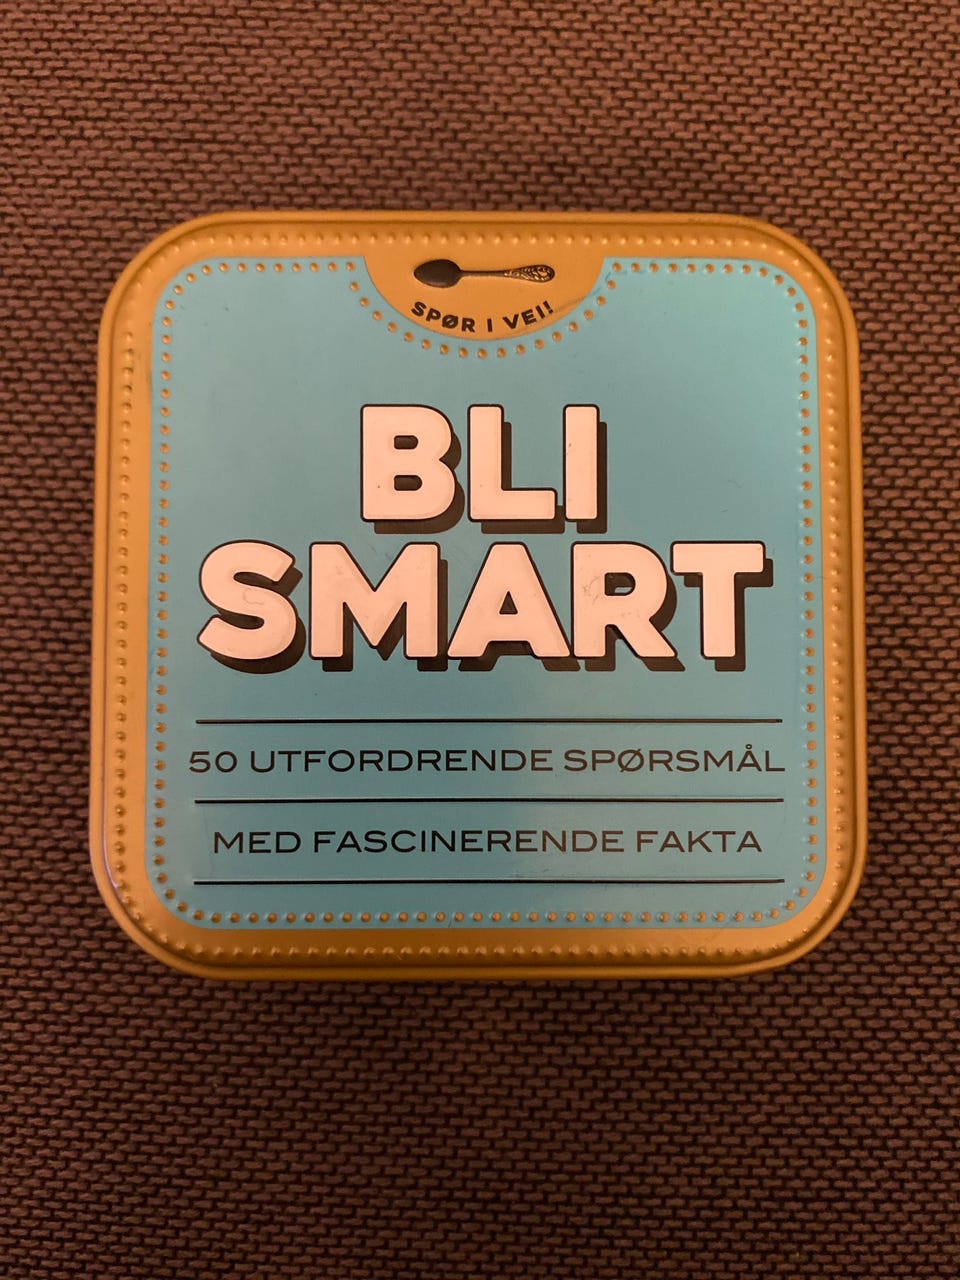 SPØR I VEI!
BLI
SMART
50 UTFORDRENDE SPØRSMÅL
MED FASCINERENDE FAKTA